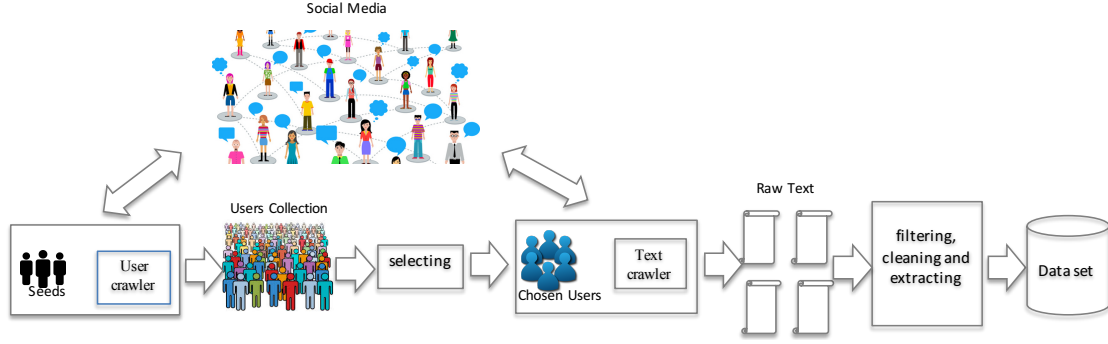 Social Media
Users Collection
Raw Text
Seeds
User
crawler
selecting
Chosen Users
Text
crawler
filtering,
cleaning and
extracting
Data set